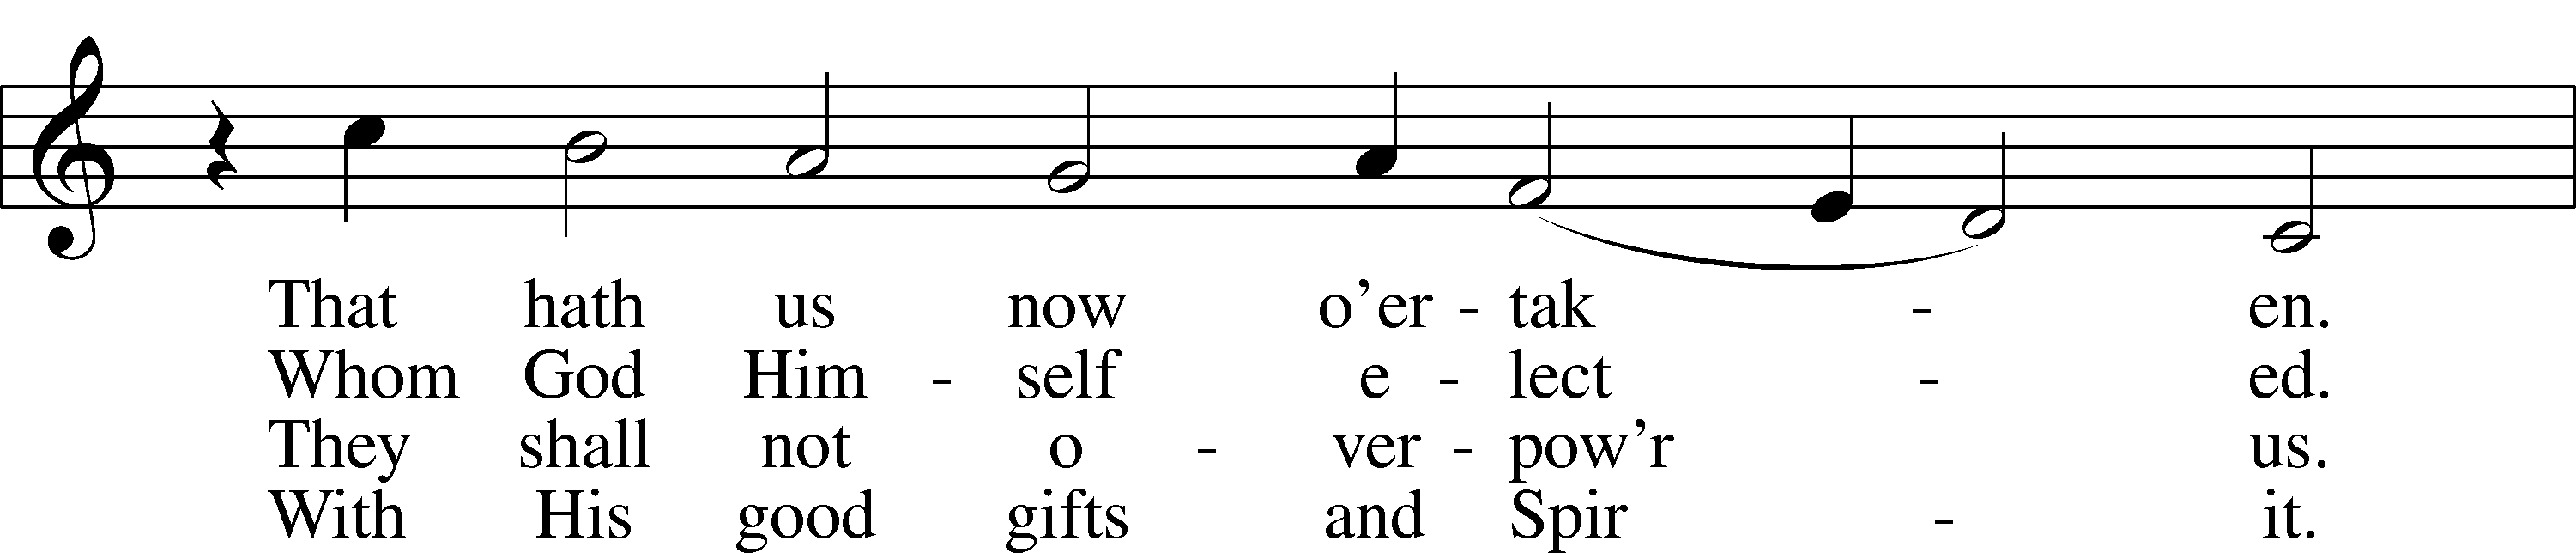 That hath us now o’er - tak - en.
Whom God Him - self e - lect - ed.
They shall not o - ver - pow’r us.
With His good gifts and Spir - it.